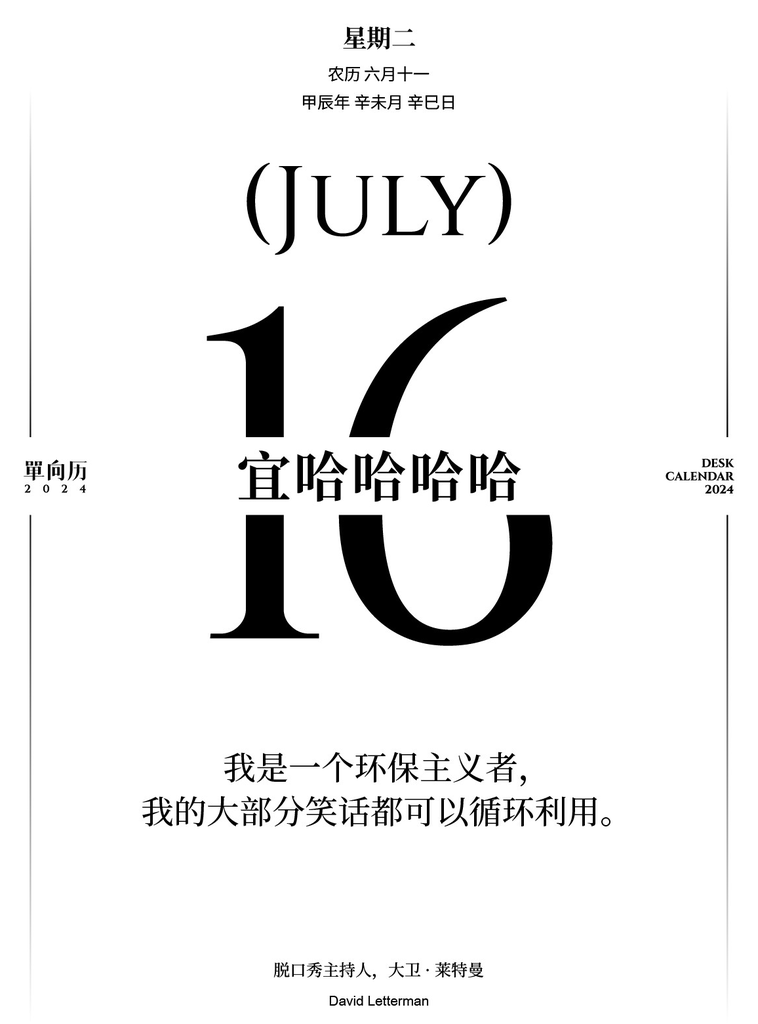 星期二
农历 六月十一
甲辰年 辛未月 辛巳日
(JULY)
16
宜哈哈哈哈
單向历
2024
DESK
CALENDAR
2024
我是一个环保主义者，
我的大部分笑话都可以循环利用。
脱口秀主持人，大卫 · 莱特曼
David Letterman